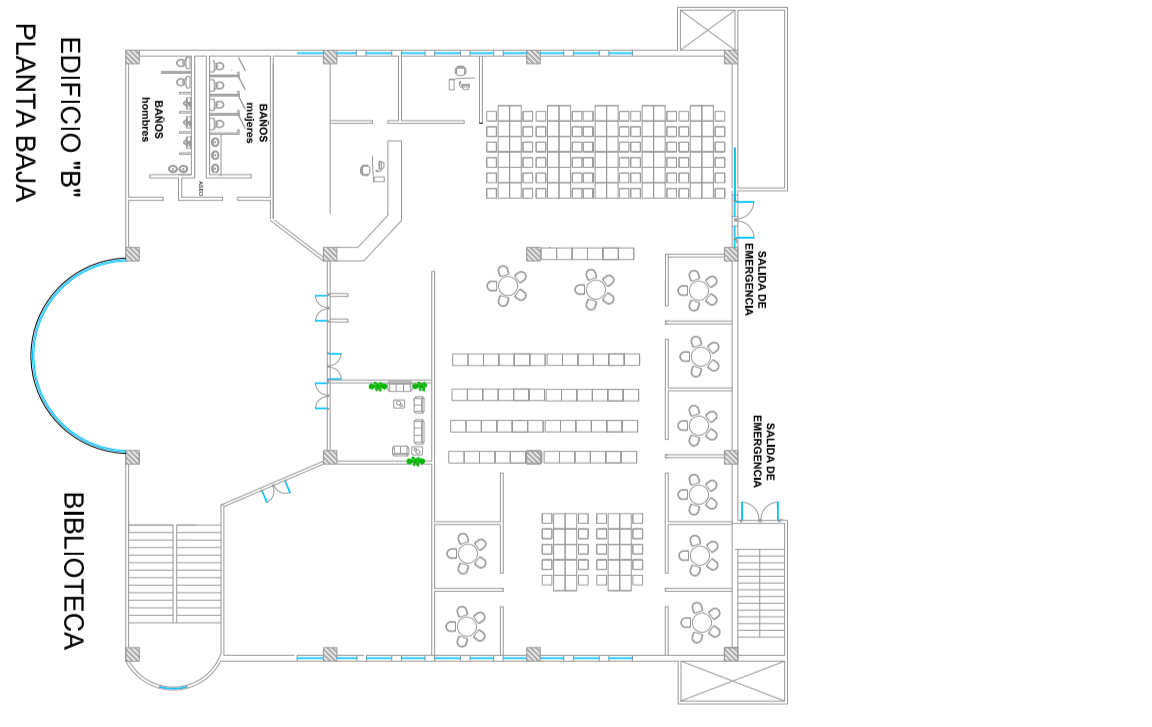 EDIFICIO "B"
PLANTA BAJA
BIBLIOTECA
BAÑOS
mujeres
BAÑOS
hombres
ASEO
SALIDA DE
EMERGENCIA
SALIDA DE
EMERGENCIA